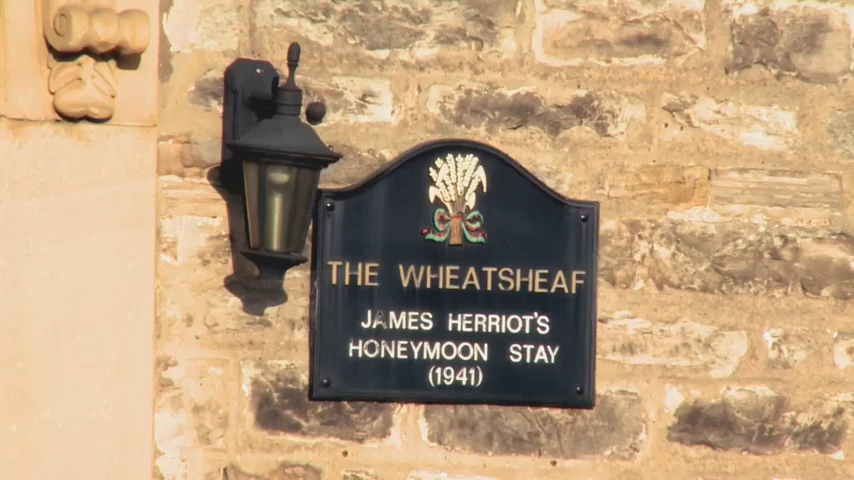 THE WHEATSHEAF
JAMES HERRIOT'S
HONEYMOON STAY
(1941)